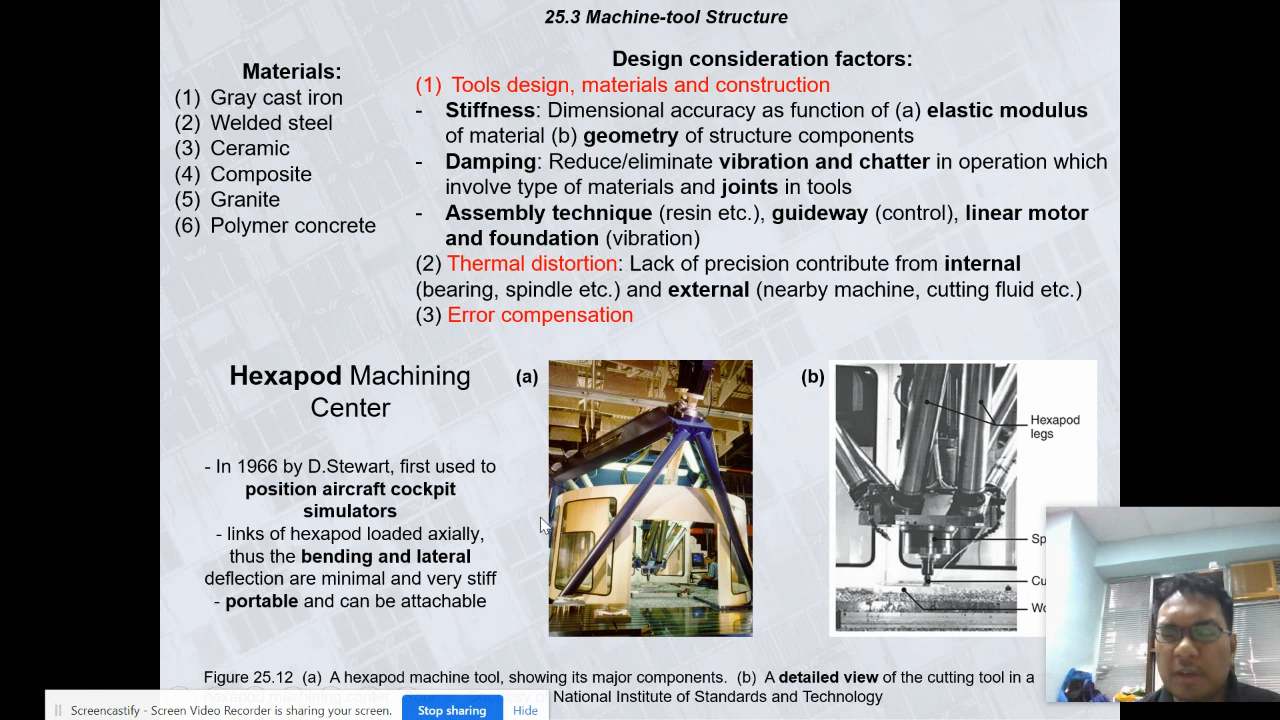 25.3 Machine-tool Structure
Materials:
(1) Gray cast iron
(2) Welded steel
(3) Ceramic
(4) Composite
(5) Granite
(6) Polymer concrete
Design consideration factors:
(1) Tools design, materials and construction
- Stiffness: Dimensional accuracy as function of (a) elastic modulus
of material (b) geometry of structure components
- Damping: Reduce/eliminate vibration and chatter in operation which
involve type of materials and joints in tools
- Assembly technique (resin etc.), guideway (control), linear motor
and foundation (vibration)
(2) Thermal distortion: Lack of precision contribute from internal
(bearing, spindle etc.) and external (nearby machine, cutting fluid etc.)
(3) Error compensation
Hexapod Machining
Center
- In 1966 by D.Stewart, first used to
position aircraft cockpit
simulators
- links of hexapod loaded axially,
thus the bending and lateral
deflection are minimal and very stiff
- portable and can be attachable
(a)
(b)
Hexapod
legs
Sp
Cu
Wo
Figure 25.12 (a) A hexapod machine tool, showing its major components. (b) A detailed view of the cutting tool in a
National Institute of Standards and Technology
Screencastify - Screen Video Recorder is sharing your screen.
Stop sharing
Hide